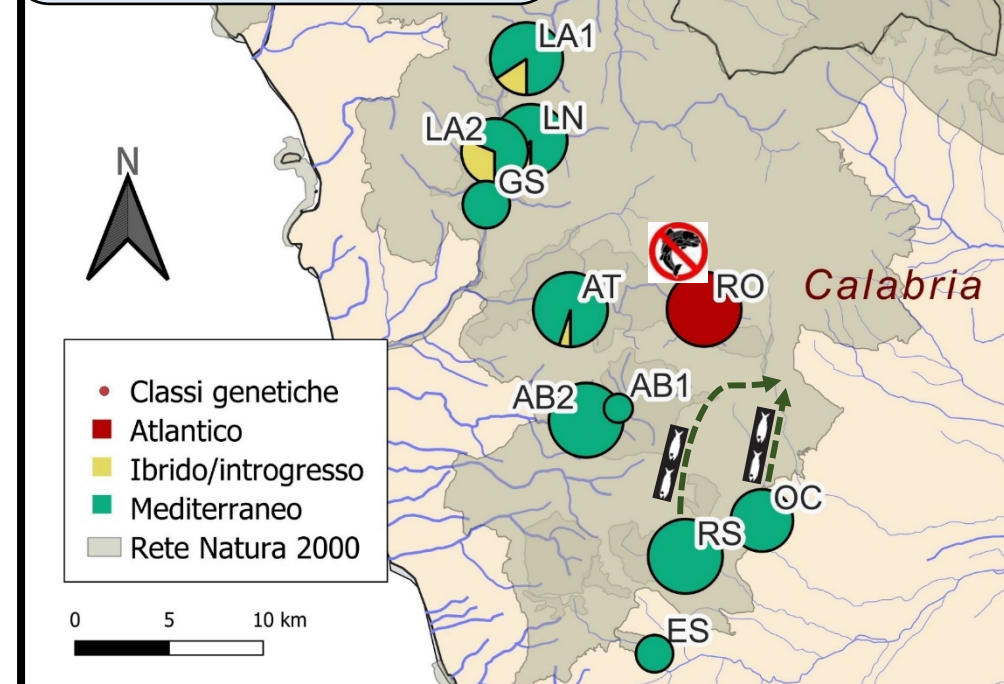 LA1
LA2
LN
GS
N
AT
RO
Calabria
AB2
AB1
OC
RS
ES
Classi genetiche
Atlantico
Ibrido/introgresso
Mediterraneo
Rete Natura 2000
0 5 10 km